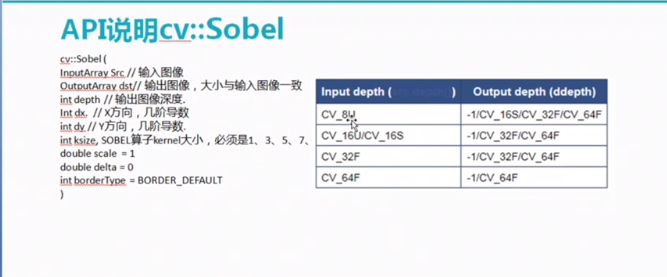 API说明cv::Sobel
cv::Sobel (
InputArray Src // 输入图像
OutputArray dst// 输出图像，大小与输入图像一致
int depth // 输出图像深度.
Int dx, // X方向，几阶导数
int dy // Y方向，几阶导数.
int ksize, SOBEL算子kernel大小，必须是1、3、5、7、
double scale = 1
double delta = 0
int borderType = BORDER_DEFAULT
)
Input depth ( ) Output depth (ddepth)
CV_8U -1/CV_16S/CV_32F/CV_64F
CV_16U/CV_16S -1/CV_32F/CV_64F
CV_32F -1/CV_32F/CV_64F
CV_64F -1/CV_64F